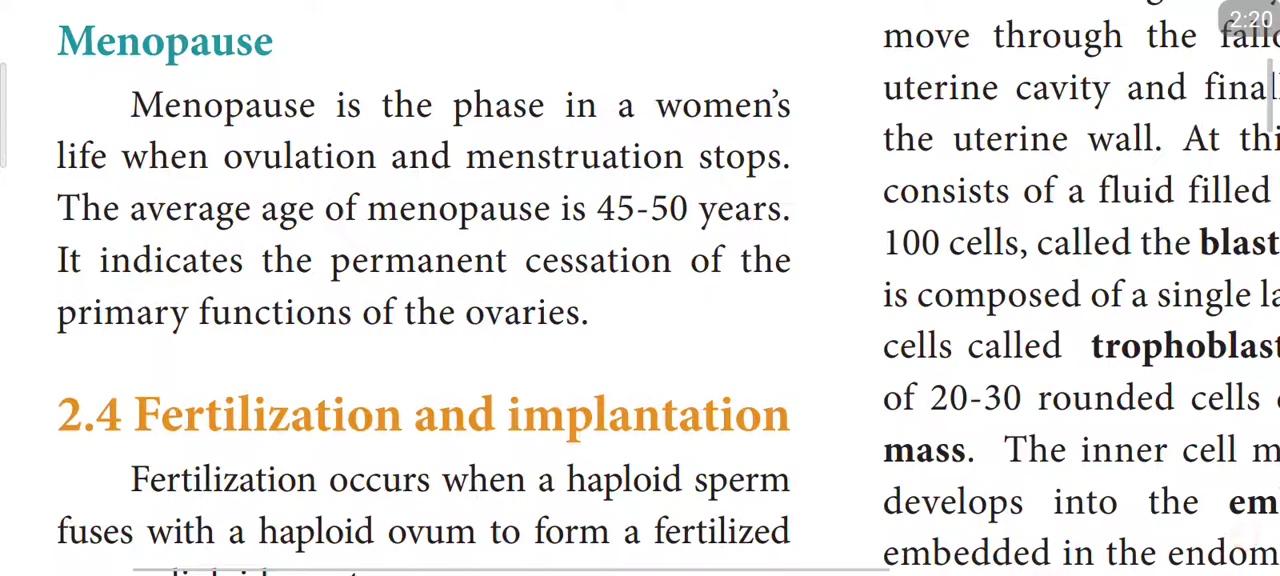 Menopause
Menopause is the phase in a women's
life when ovulation and menstruation stops.
The average age of menopause is 45-50 years.
It indicates the permanent cessation of the
primary functions of the ovaries.
2.4 Fertilization and implantation
Fertilization occurs when a haploid sperm
fuses with a haploid ovum to form a fertilized
move through the
uterine cavity and
the uterine wall. At
consists of a fluid filled
100 cells, called the
is composed of a single
cells called
of 20-30 rounded cells
mass. The inner cell
develops into the
embedded in the
2:20